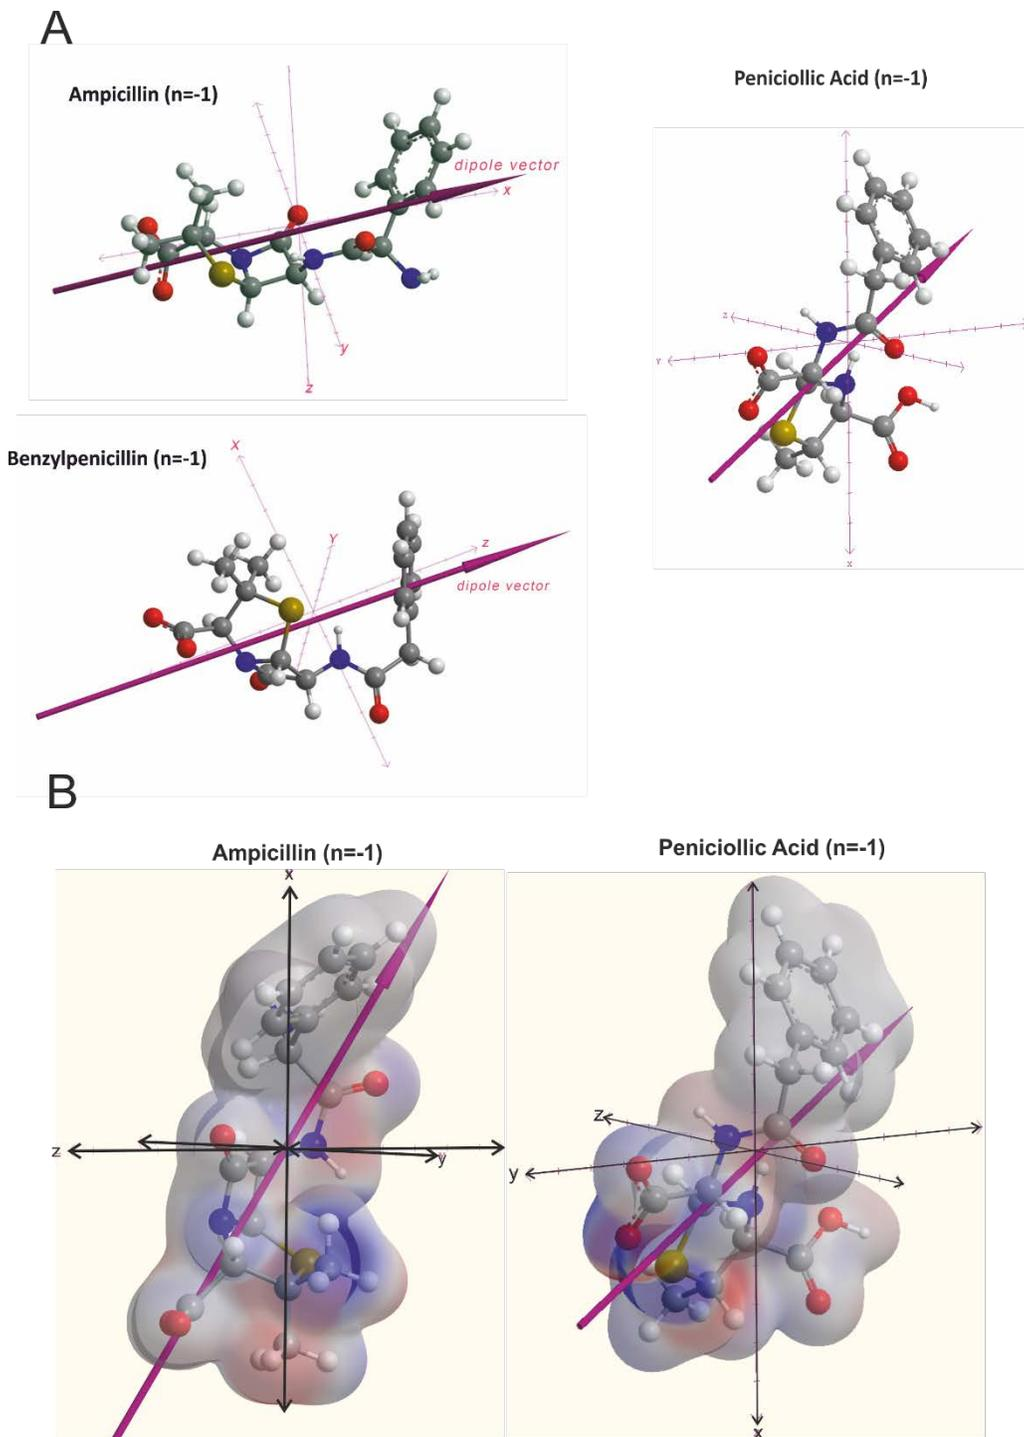 A
Ampicillin (n=-1)
dipole vector
x
y
z
Peniciollic Acid (n=-1)
z
Y
x
Benzylpenicillin (n=-1)
X
Y
z
dipole vector
B
Ampicillin (n=-1)
x
z
y
Peniciollic Acid (n=-1)
z
y
x